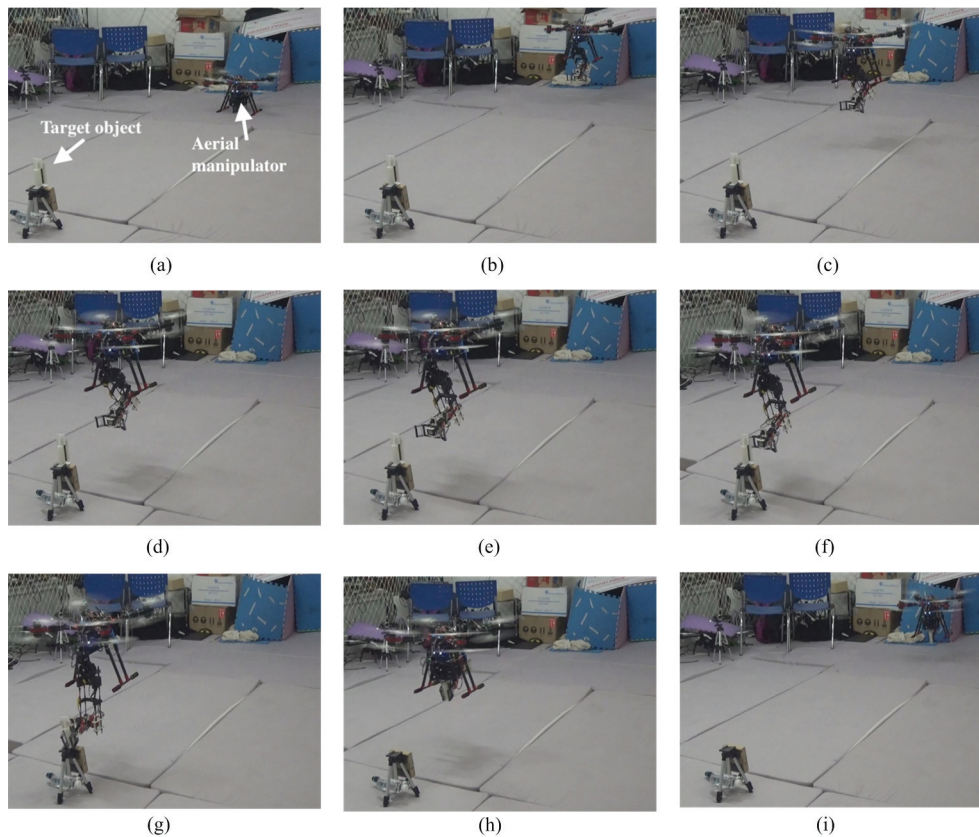 Target object
Aerial
manipulator
(a)
(b)
(c)
(d)
(e)
(f)
(g)
(h)
(i)